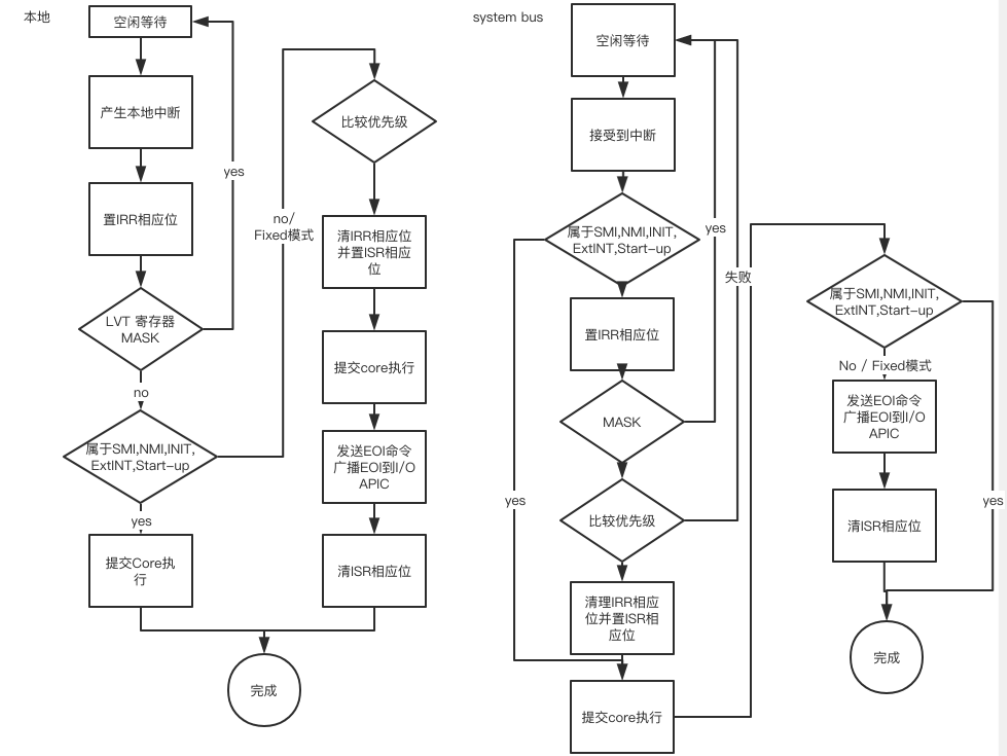 本地
空闲等待
产生本地中断
置IRR相应位
LVT 寄存器
MASK
yes
no
属于SMI,NMI,INIT,
ExtINT,Start-up
yes
提交Core执
行
no/
Fixed模式
比较优先级
清IRR相应位
并置ISR相应
位
提交core执行
发送EOI命令
广播EOI到I/O
APIC
清ISR相应位
完成
system bus
空闲等待
接受到中断
属于SMI,NMI,INIT,
ExtINT,Start-up
yes
置IRR相应位
MASK
yes
比较优先级
失败
清理IRR相应
位并置ISR相
应位
提交core执行
属于SMI,NMI,INIT,
ExtINT,Start-up
No / Fixed模式
发送EOI命令
广播EOI到I/O
APIC
清ISR相应位
yes
完成